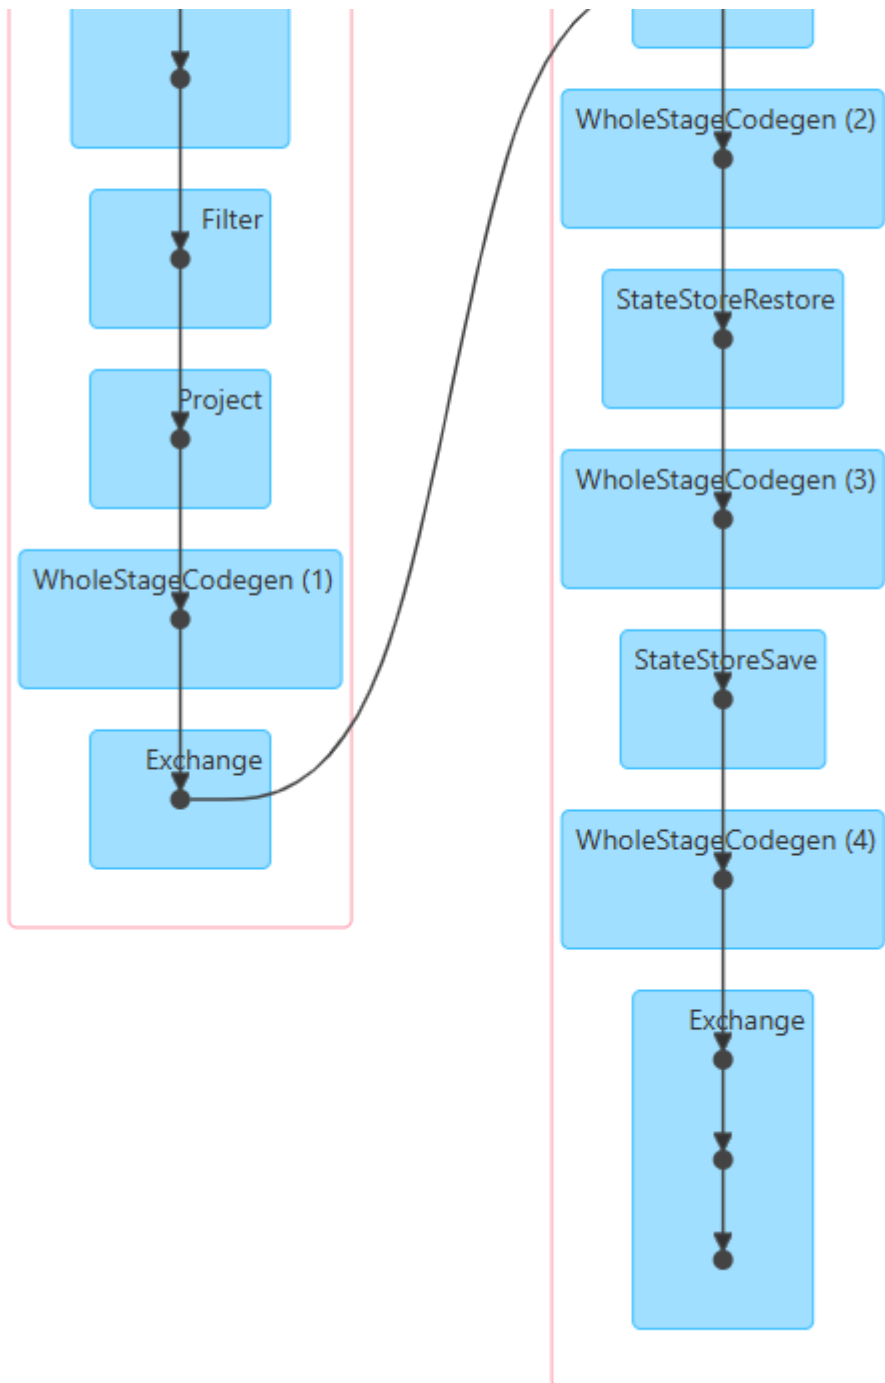 Filter
Project
WholeStageCodegen (1)
Exchange
WholeStageCodegen (2)
StateStoreRestore
WholeStageCodegen (3)
StateStoreSave
WholeStageCodegen (4)
Exchange